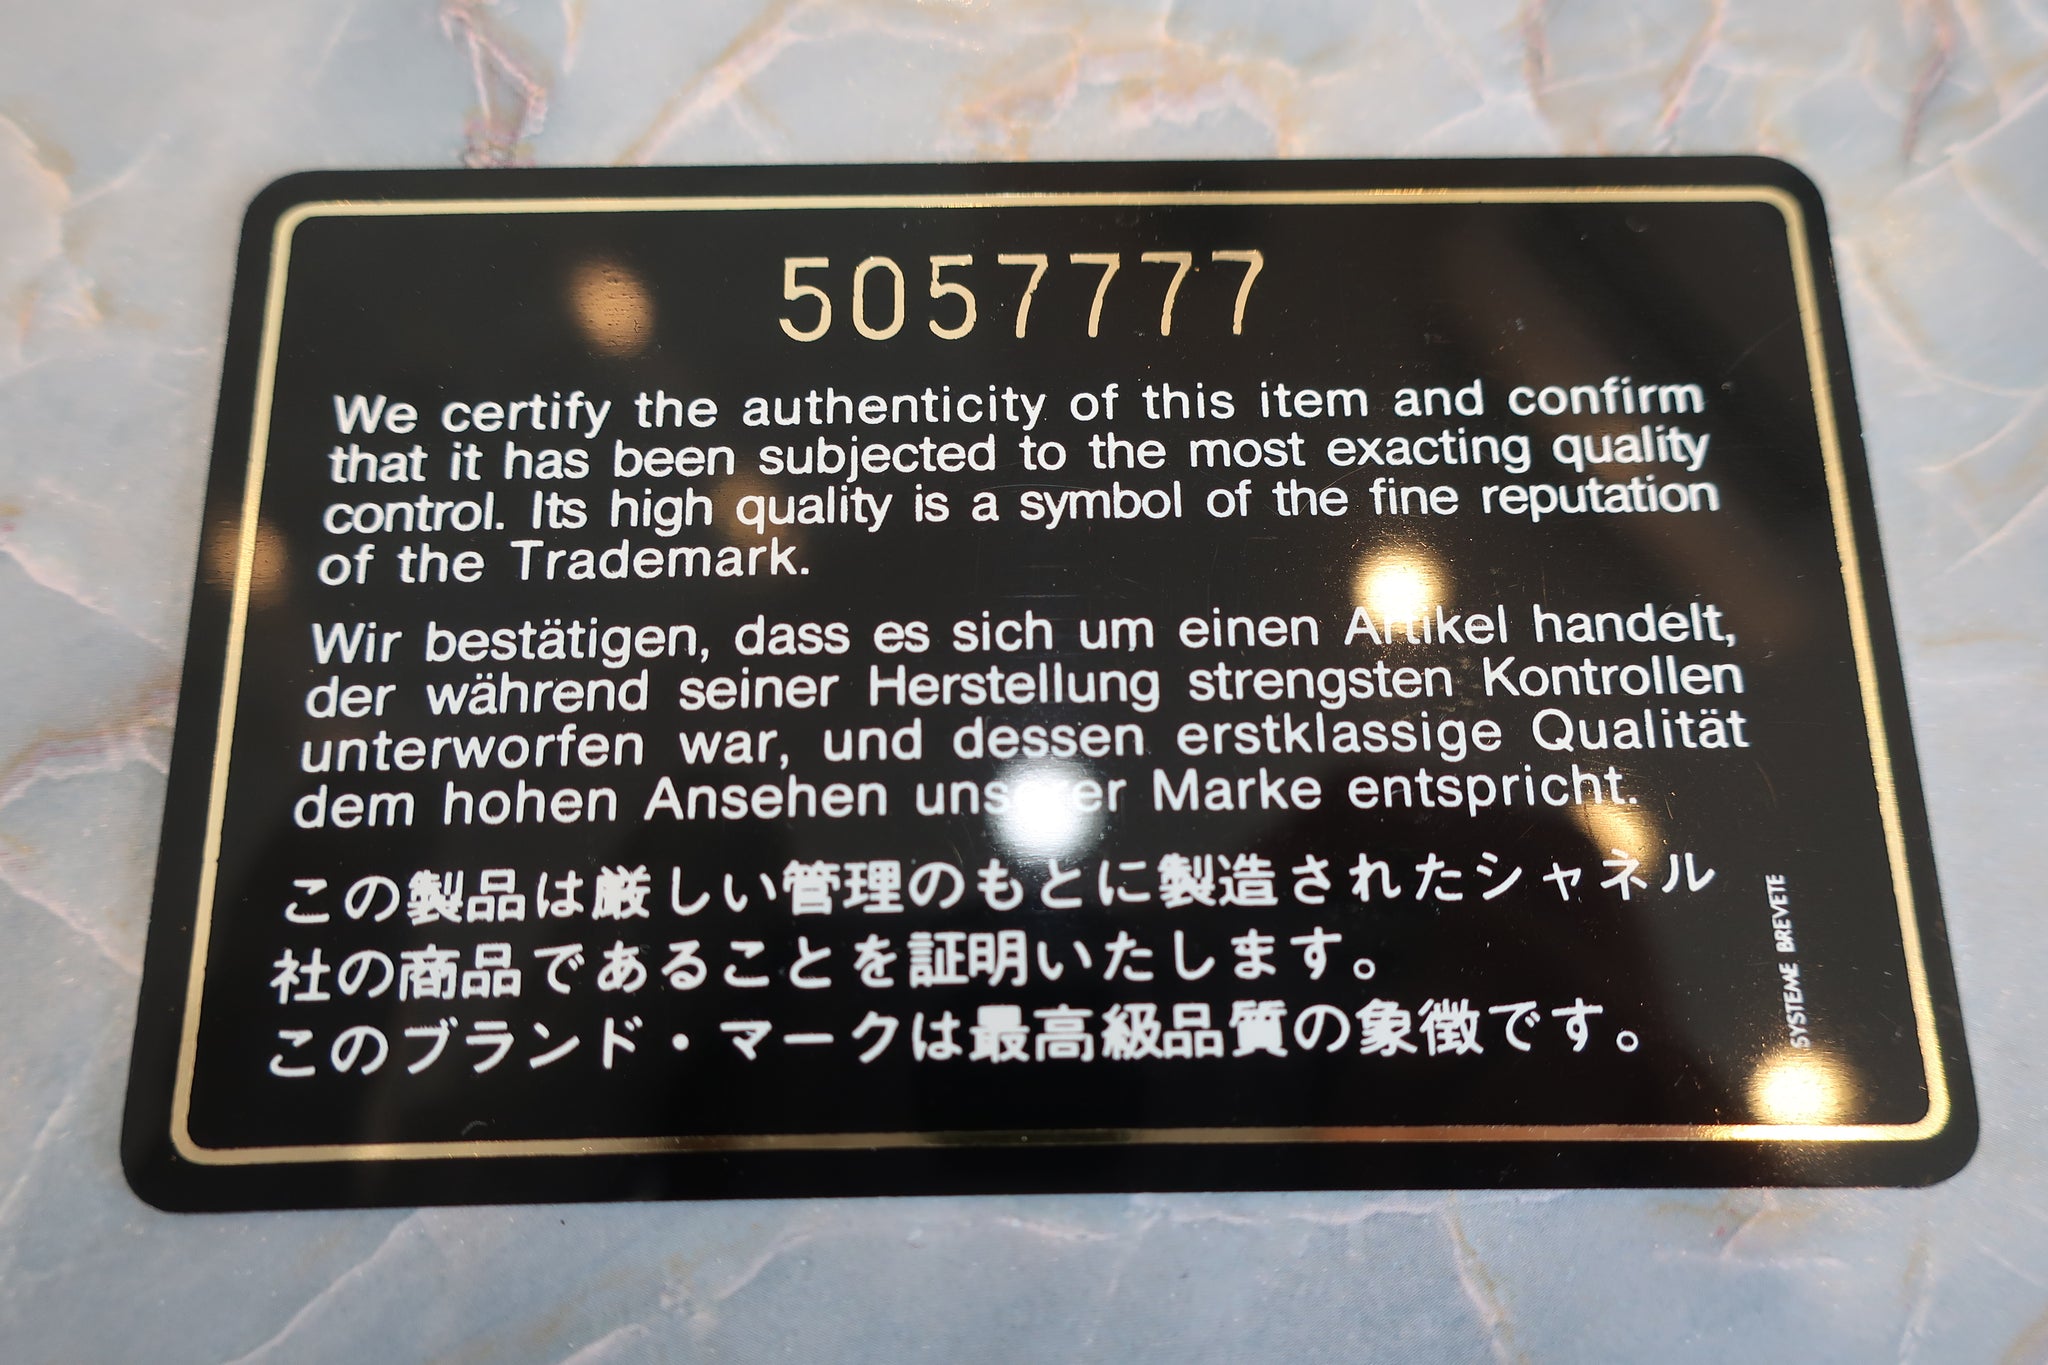 5057777
We certify the authenticity of this item and confirm
that it has been subjected to the most exacting quality
control. Its high quality is a symbol of the fine reputation
of the Trademark.
Wir bestätigen, dass es sich um einen Artikel handelt,
der während seiner Herstellung strengsten Kontrollen
unterworfen war, und dessen erstklassige Qualität
dem hohen Ansehen unserer Marke entspricht.
この製品は厳しい管理のもとに製造されたシャネル
社の商品であることを証明いたします。
このブランド・マークは最高級品質の象徴です。
SYSTEME BREVETE